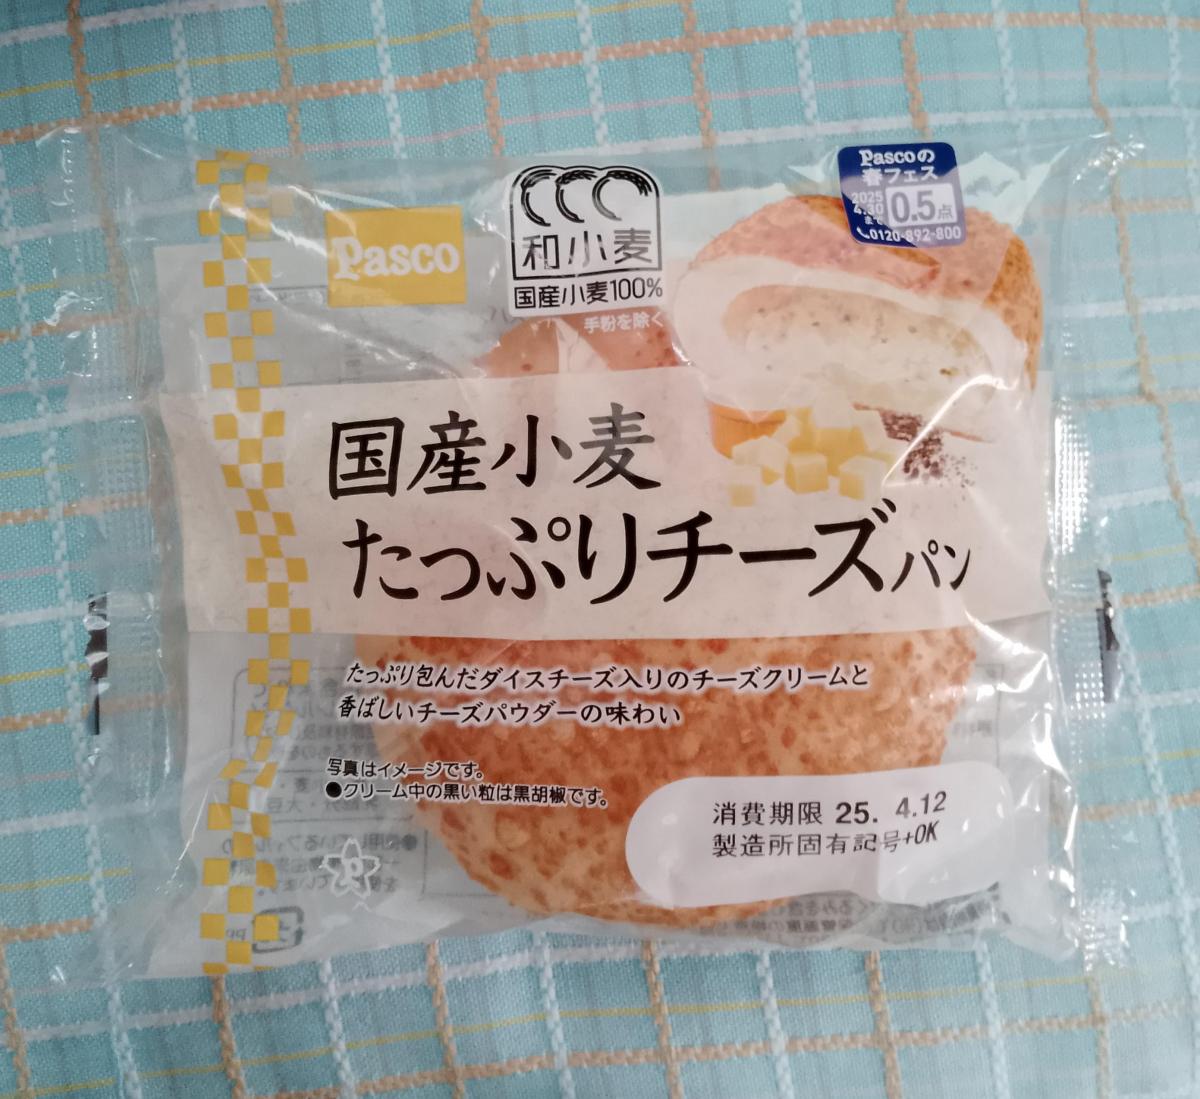 Pasco
和小麦
国産小麦100%
手粉を除く
Pascoの
春フェス
2025
4.30
まで
0.5点
0120-892-800
国産小麦
たっぷりチーズパン
たっぷり包んだダイスチーズ入りのチーズクリームと
香ばしいチーズパウダーの味わい
写真はイメージです。
●クリーム中の黒い粒は黒胡椒です。
消費期限 25. 4.12
製造所固有記号+OK
P